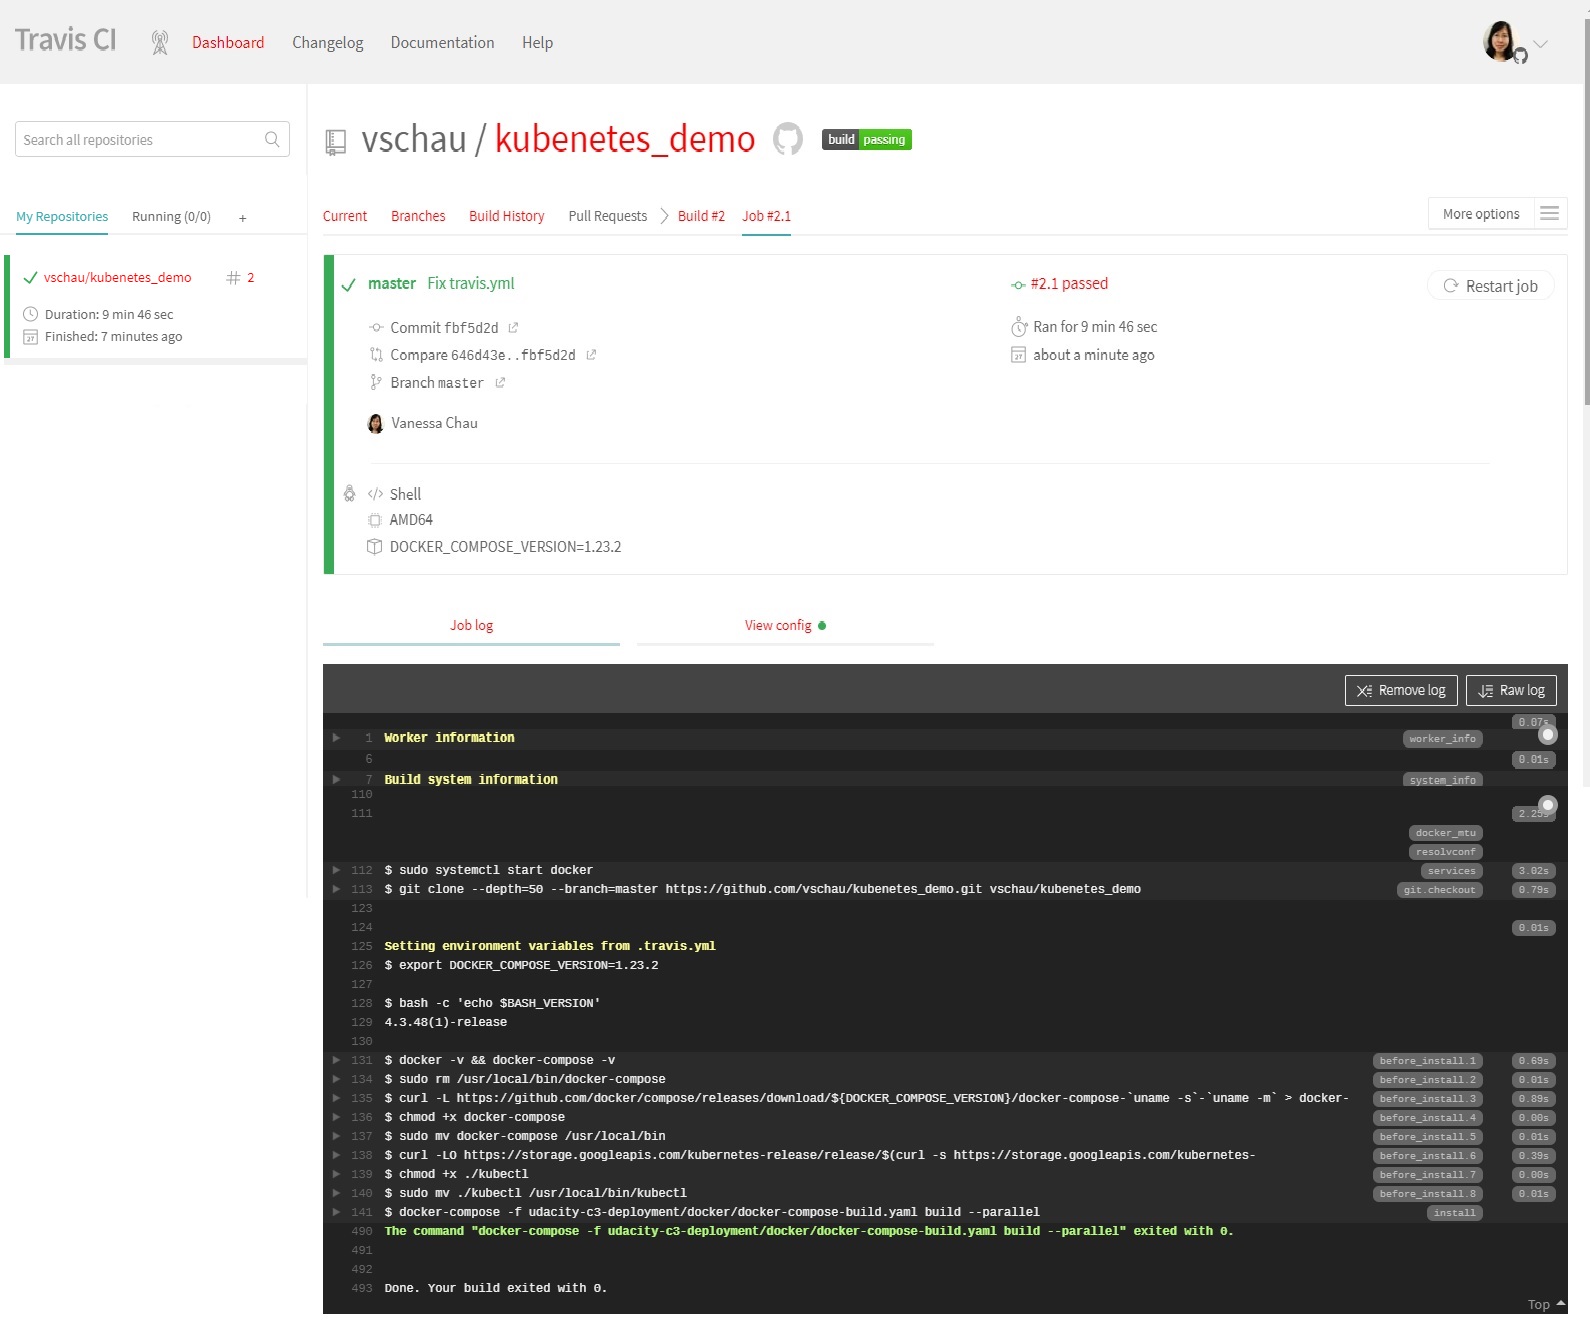 Travis CI
Dashboard Changelog Documentation Help
Search all repositories
My Repositories Running (0/0) +
vschau/kubenetes_demo # 2
Duration: 9 min 46 sec
Finished: 7 minutes ago
vschau / kubenetes_demo build passing
Current Branches Build History Pull Requests Build #2 Job #2.1 More options
master Fix travis.yml
#2.1 passed
Restart job
Commit fbf5d2d
Ran for 9 min 46 sec
Compare 646d43e..fbf5d2d
about a minute ago
Branch master
Vanessa Chau
Shell
AMD64
DOCKER_COMPOSE_VERSION=1.23.2
Job log View config
Remove log Raw log
0.07s
1 Worker information worker_info
6 0.01s
7 Build system information system_info
110
111 2.25s
docker_mtu
resolvconf
112 $ sudo systemctl start docker services 3.02s
113 $ git clone --depth=50 --branch=master https://github.com/vschau/kubenetes_demo.git vschau/kubenetes_demo git.checkout 0.79s
123
124 0.01s
125 Setting environment variables from .travis.yml
126 $ export DOCKER_COMPOSE_VERSION=1.23.2
127
128 $ bash -c 'echo $BASH_VERSION'
129 4.3.48(1)-release
130
131 $ docker -v && docker-compose -v before_install.1 0.69s
134 $ sudo rm /usr/local/bin/docker-compose before_install.2 0.01s
135 $ curl -L https://github.com/docker/compose/releases/download/${DOCKER_COMPOSE_VERSION}/docker-compose-`uname -s`-`uname -m` > docker- before_install.3 0.89s
136 $ chmod +x docker-compose before_install.4 0.00s
137 $ sudo mv docker-compose /usr/local/bin before_install.5 0.01s
138 $ curl -LO https://storage.googleapis.com/kubernetes-release/release/$(curl -s https://storage.googleapis.com/kubernetes- before_install.6 0.39s
139 $ chmod +x ./kubectl before_install.7 0.00s
140 $ sudo mv ./kubectl /usr/local/bin/kubectl before_install.8 0.01s
141 $ docker-compose -f udacity-c3-deployment/docker/docker-compose-build.yaml build --parallel install
490 The command "docker-compose -f udacity-c3-deployment/docker/docker-compose-build.yaml build --parallel" exited with 0.
491
492
493 Done. Your build exited with 0.
Top